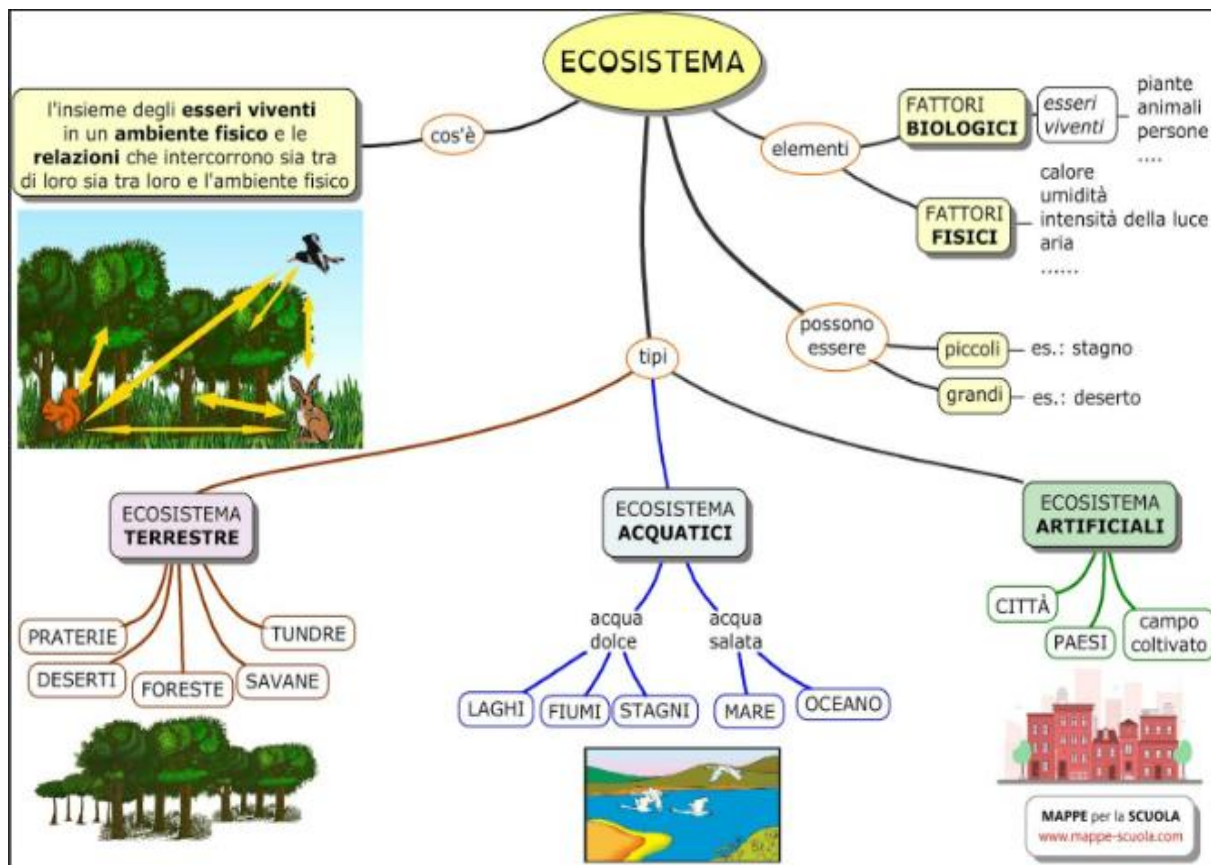 ECOSISTEMA
cos'è
l'insieme degli esseri viventi
in un ambiente fisico e le
relazioni che intercorrono sia tra
di loro sia tra loro e l'ambiente fisico
elementi
FATTORI
BIOLOGICI
esseri
viventi
piante
animali
persone
....
FATTORI
FISICI
calore
umidità
intensità della luce
aria
......
possono
essere
piccoli
es.: stagno
grandi
es.: deserto
tipi
ECOSISTEMA
TERRESTRE
PRATERIE
DESERTI
FORESTE
SAVANE
TUNDRE
ECOSISTEMA
ACQUATICI
acqua
dolce
LAGHI
FIUMI
STAGNI
acqua
salata
MARE
OCEANO
ECOSISTEMA
ARTIFICIALI
CITTÀ
PAESI
campo
coltivato
MAPPE per la SCUOLA
www.mappe-scuola.com